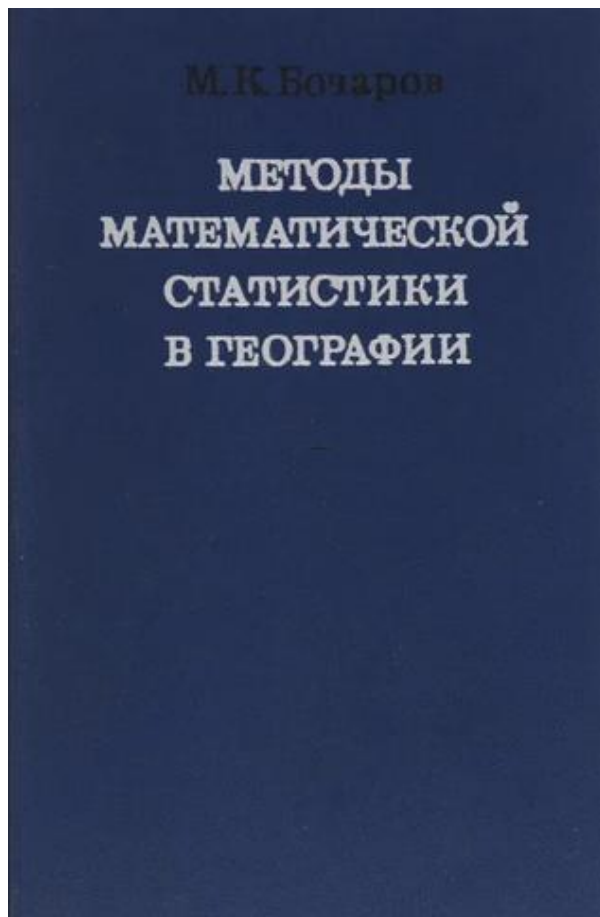 М. К. Бочаров
МЕТОДЫ
МАТЕМАТИЧЕСКОЙ
СТАТИСТИКИ
В ГЕОГРАФИИ